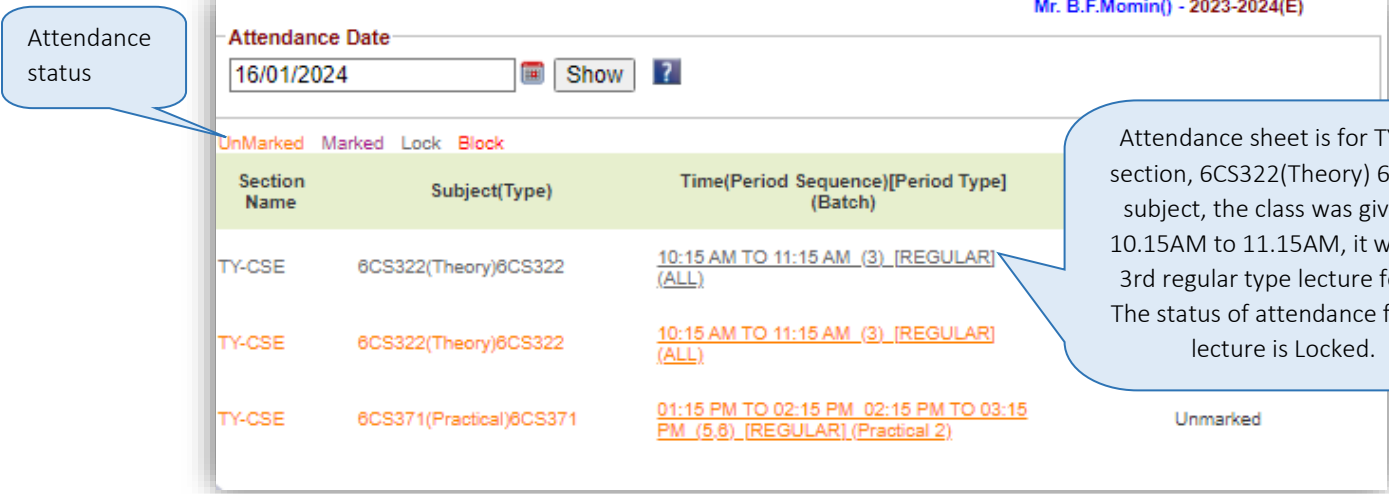 Mr. B.F.Momin() - 2023-2024(E)
Attendance
status
Attendance Date
16/01/2024 Show ?
UnMarked Marked Lock Block
Section
Name
Subject(Type)
Time(Period Sequence)[Period Type]
(Batch)
TY-CSE 6CS322(Theory)6CS322 10:15 AM TO 11:15 AM (3) [REGULAR]
(ALL)
TY-CSE 6CS322(Theory)6CS322 10:15 AM TO 11:15 AM (3) [REGULAR]
(ALL)
TY-CSE 6CS371(Practical)6CS371 01:15 PM TO 02:15 PM 02:15 PM TO 03:15
PM (5,6) [REGULAR] (Practical 2)
Unmarked
Attendance sheet is for
section, 6CS322(Theory)
subject, the class was
10.15AM to 11.15AM, it
3rd regular type lecture
The status of attendance
lecture is Locked.